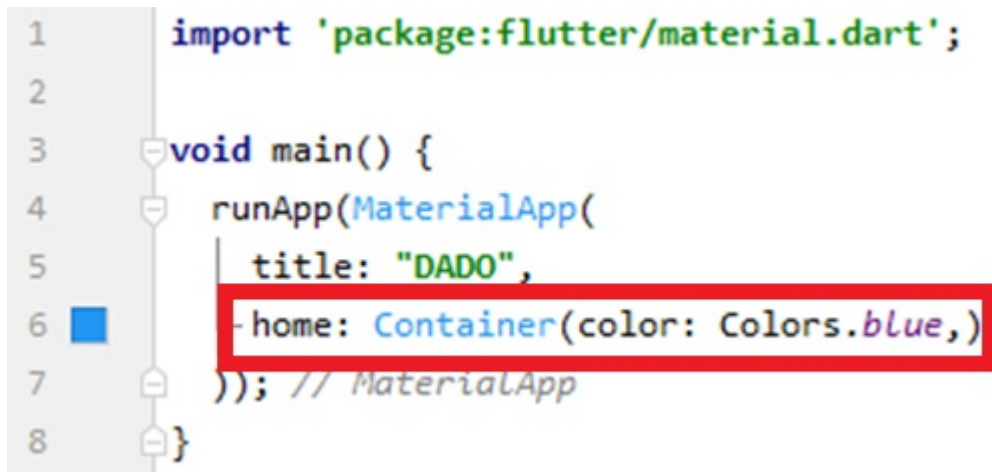 1 import 'package:flutter/material.dart';
2
3 void main() {
4 runApp(MaterialApp(
5 title: "DADO",
6 home: Container(color: Colors.blue,)
7 )); // MaterialApp
8 }